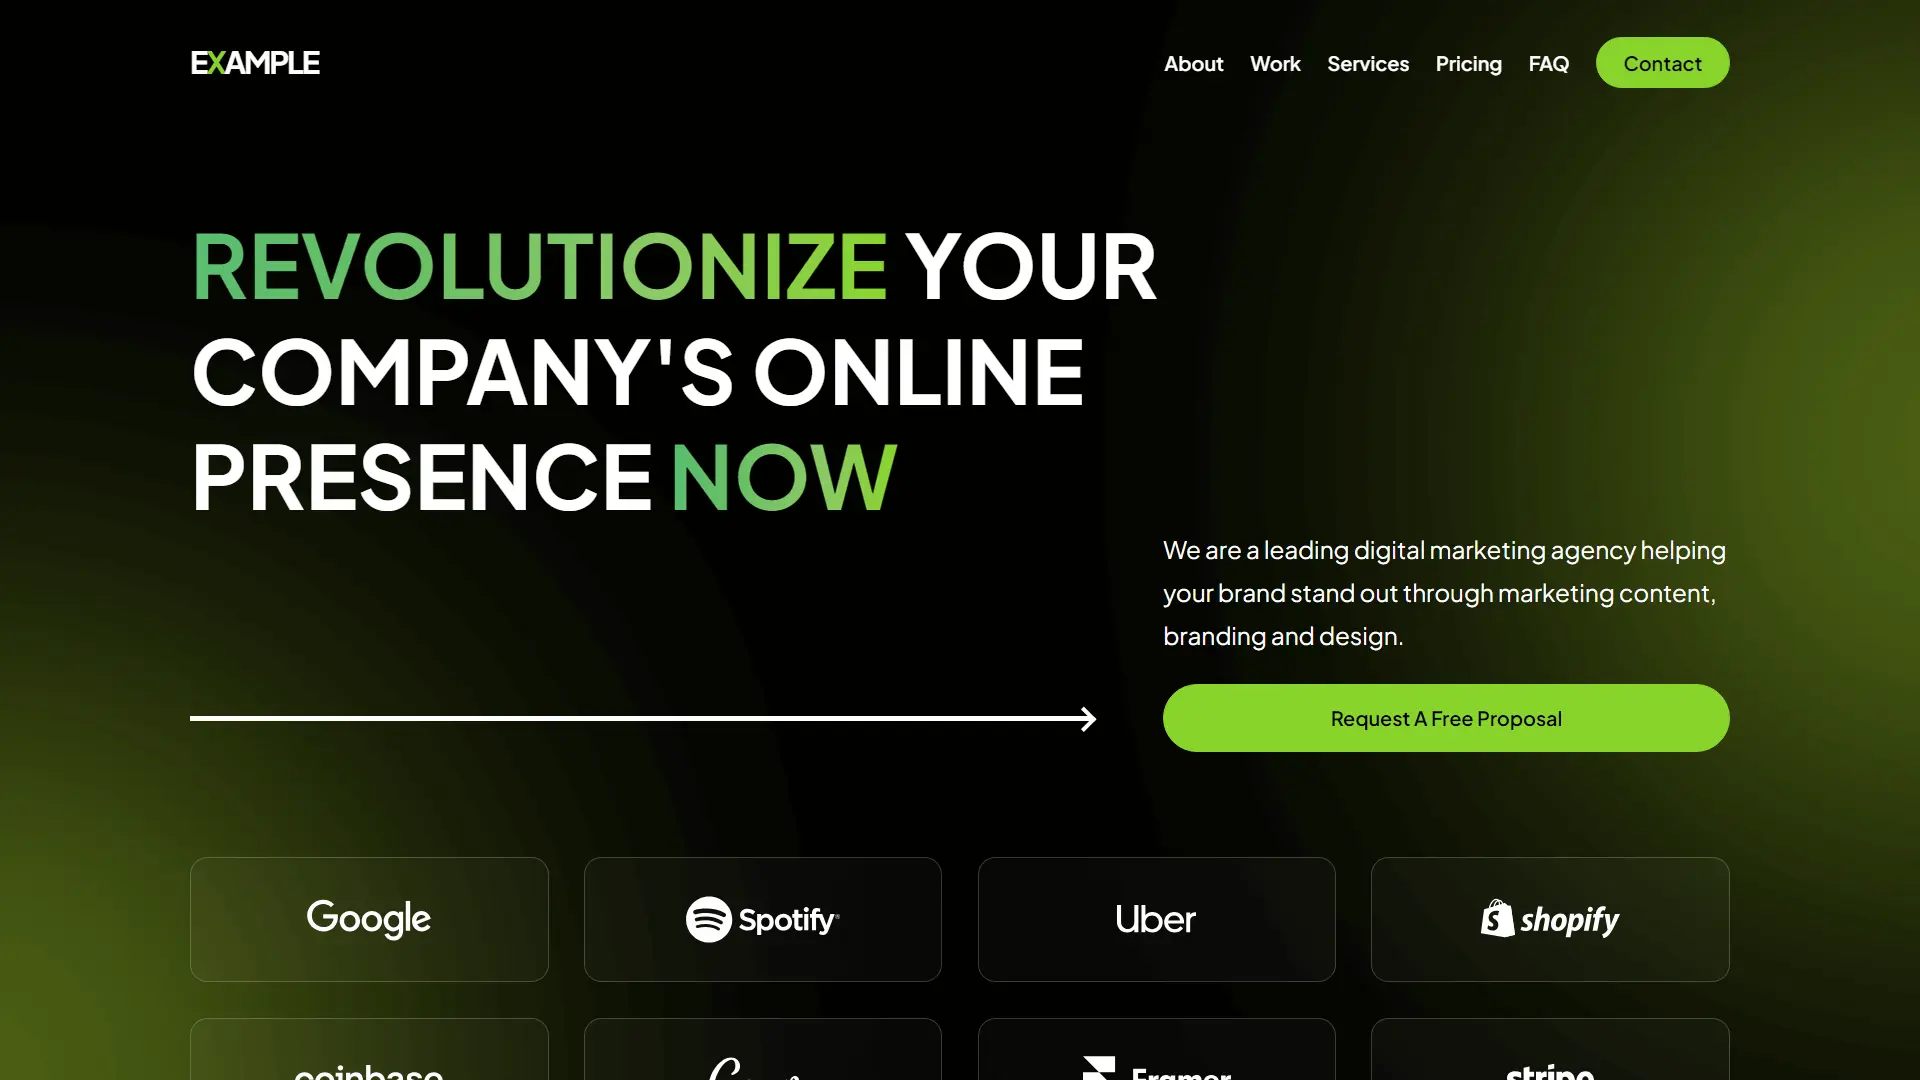 EXAMPLE
About Work Services Pricing FAQ Contact
REVOLUTIONIZE YOUR
COMPANY'S ONLINE
PRESENCE NOW
We are a leading digital marketing agency helping
your brand stand out through marketing content,
branding and design.
Request A Free Proposal
Google Spotify Uber shopify
coinbase Framer stripe